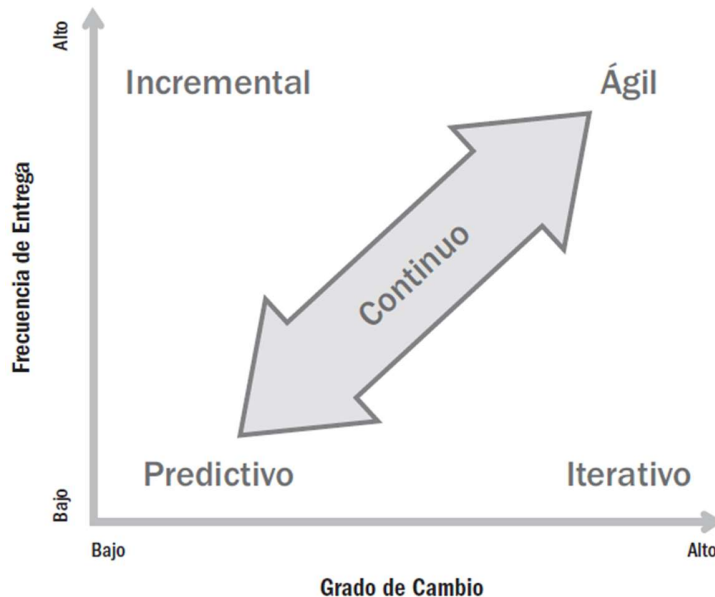 Alto
Incremental
Ágil
Frecuencia de Entrega
Continuo
Predictivo
Iterativo
Bajo
Bajo
Alto
Grado de Cambio